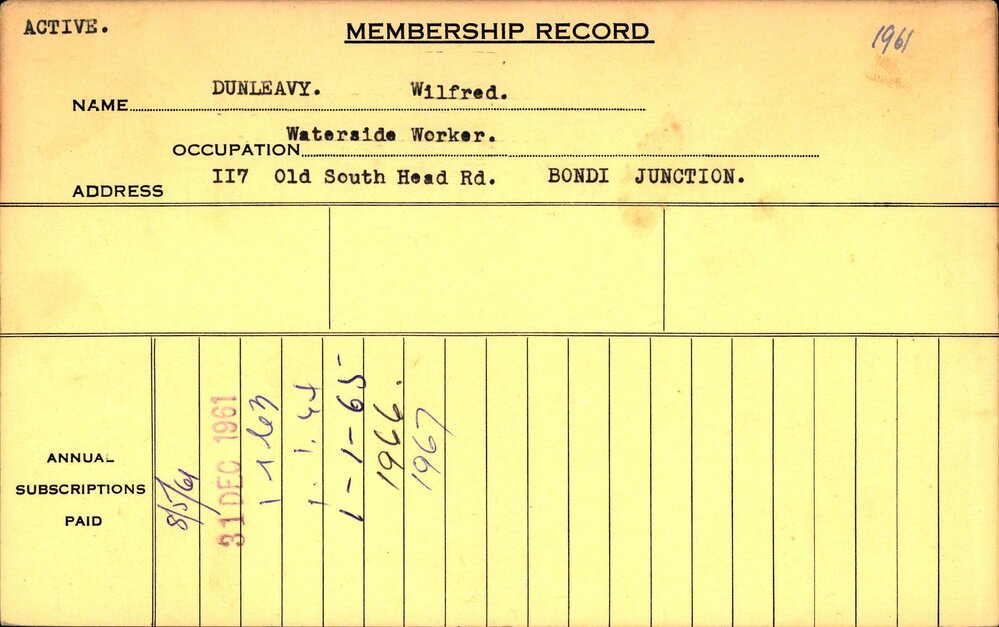 ACTIVE.
MEMBERSHIP RECORD
1961
NAME DUNLEAVY. Wilfred.
OCCUPATION Waterside Worker.
ADDRESS II7 Old South Head Rd. BONDI JUNCTION.
ANNUAL
SUBSCRIPTIONS
PAID
8/5/61
31 DEC 1961
1 1 63
1. 1. 64
1-1-65
1966.
1967